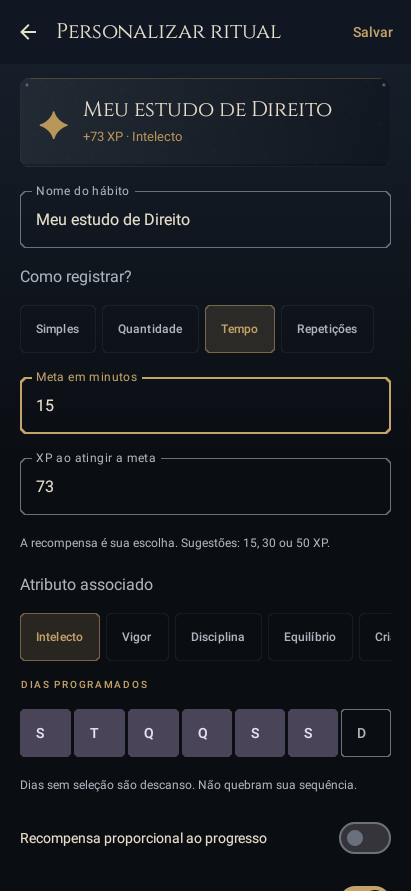 Personalizar ritual
Salvar
Meu estudo de Direito
+73 XP · Intelecto
Nome do hábito
Meu estudo de Direito
Como registrar?
Simples
Quantidade
Tempo
Repetições
Meta em minutos
15
XP ao atingir a meta
73
A recompensa é sua escolha. Sugestões: 15, 30 ou 50 XP.
Atributo associado
Intelecto
Vigor
Disciplina
Equilíbrio
DIAS PROGRAMADOS
S T Q Q S S D
Dias sem seleção são descanso. Não quebram sua sequência.
Recompensa proporcional ao progresso